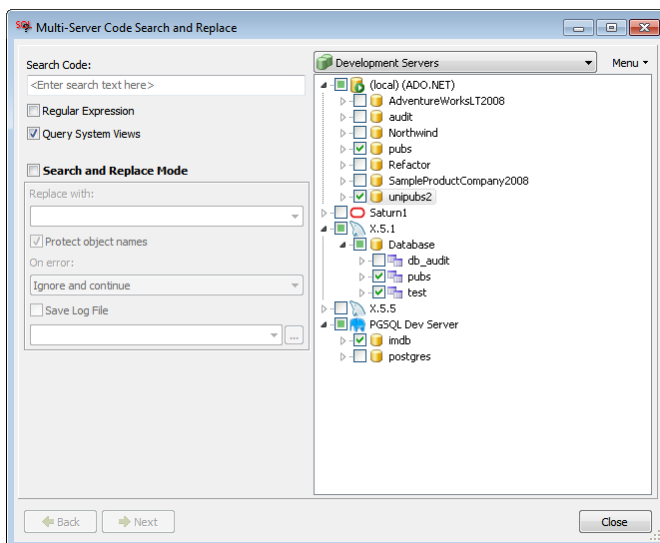 SQL Multi-Server Code Search and Replace
Search Code:
<Enter search text here>
Regular Expression
Query System Views
Search and Replace Mode
Replace with:
Protect object names
On error:
Ignore and continue
Save Log File
...
Back
Next
Development Servers
Menu
(local) (ADO.NET)
AdventureWorksLT2008
audit
Northwind
pubs
Refactor
SampleProductCompany2008
unipubs2
Saturn1
X.5.1
Database
db_audit
pubs
test
X.5.5
PGSQL Dev Server
imdb
postgres
Close